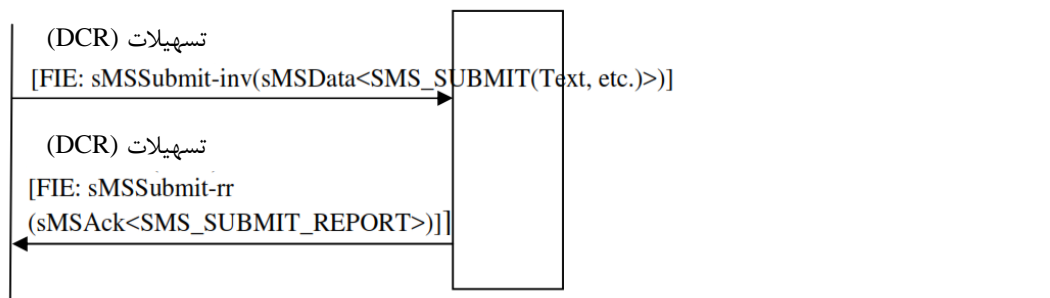 تسهيلات (DCR)
[FIE: sMSSubmit-inv(sMSData<SMS_SUBMIT(Text, etc.)>)]
تسهيلات (DCR)
[FIE: sMSSubmit-rr
(sMSAck<SMS_SUBMIT_REPORT>)]]